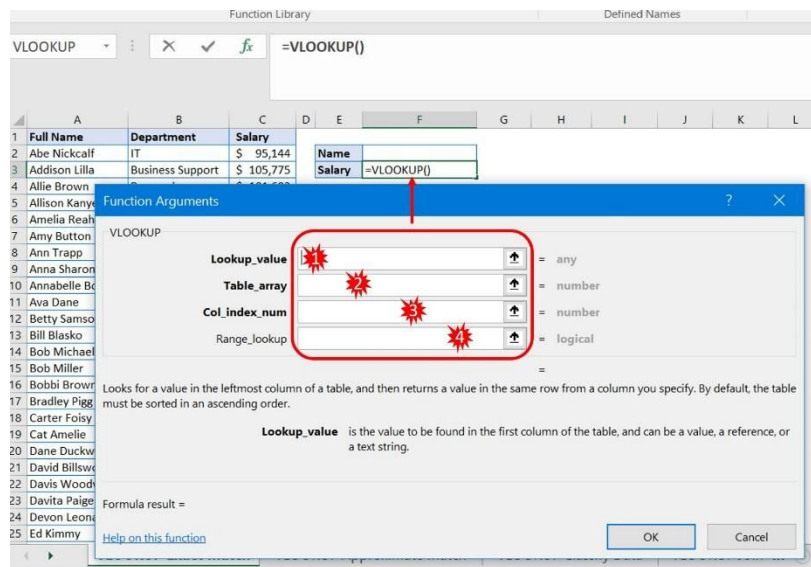 Function Library Defined Names
VLOOKUP fx =VLOOKUP()
A B C D E F G H I J K L
1 Full Name Department Salary
2 Abe Nickcalf IT $ 95,144 Name
3 Addison Lilla Business Support $ 105,775 Salary =VLOOKUP()
4 Allie Brown
5 Allison Kanye
6 Amelia Reah
7 Amy Button
8 Ann Trapp
9 Anna Sharon
10 Annabelle Bo
11 Ava Dane
12 Betty Samso
13 Bill Blasko
14 Bob Michael
15 Bob Miller
16 Bobbi Brown
17 Bradley Pigg
18 Carter Foisy
19 Cat Amelie
20 Dane Duckw
21 David Billswo
22 Davis Woody
23 Davita Paige
24 Devon Leona
25 Ed Kimmy
Function Arguments ? ×
VLOOKUP
Lookup_value 1 = any
Table_array 2 = number
Col_index_num 3 = number
Range_lookup 4 = logical
=
Looks for a value in the leftmost column of a table, and then returns a value in the same row from a column you specify. By default, the table
must be sorted in an ascending order.
Lookup_value is the value to be found in the first column of the table, and can be a value, a reference, or
a text string.
Formula result =
Help on this function OK Cancel